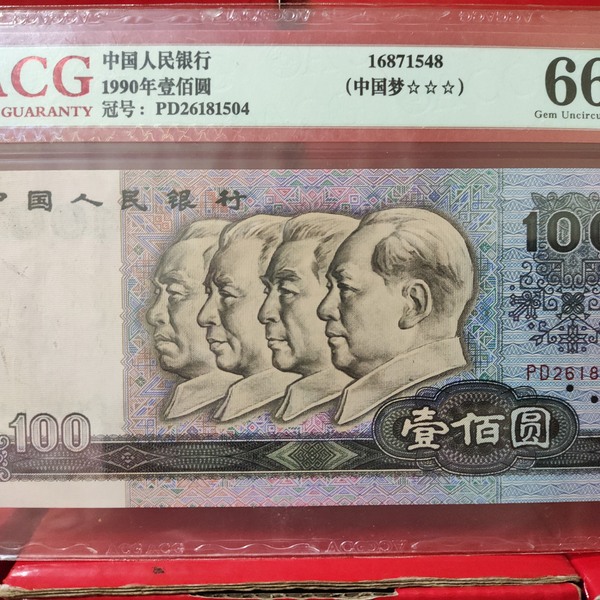 ACG
GUARANTY
中国人民银行
1990年壹佰圆
冠号：PD26181504
16871548
（中国梦☆☆☆）
66
Gem Uncircu
中国人民银行
100
PD2618
100
壹佰圆